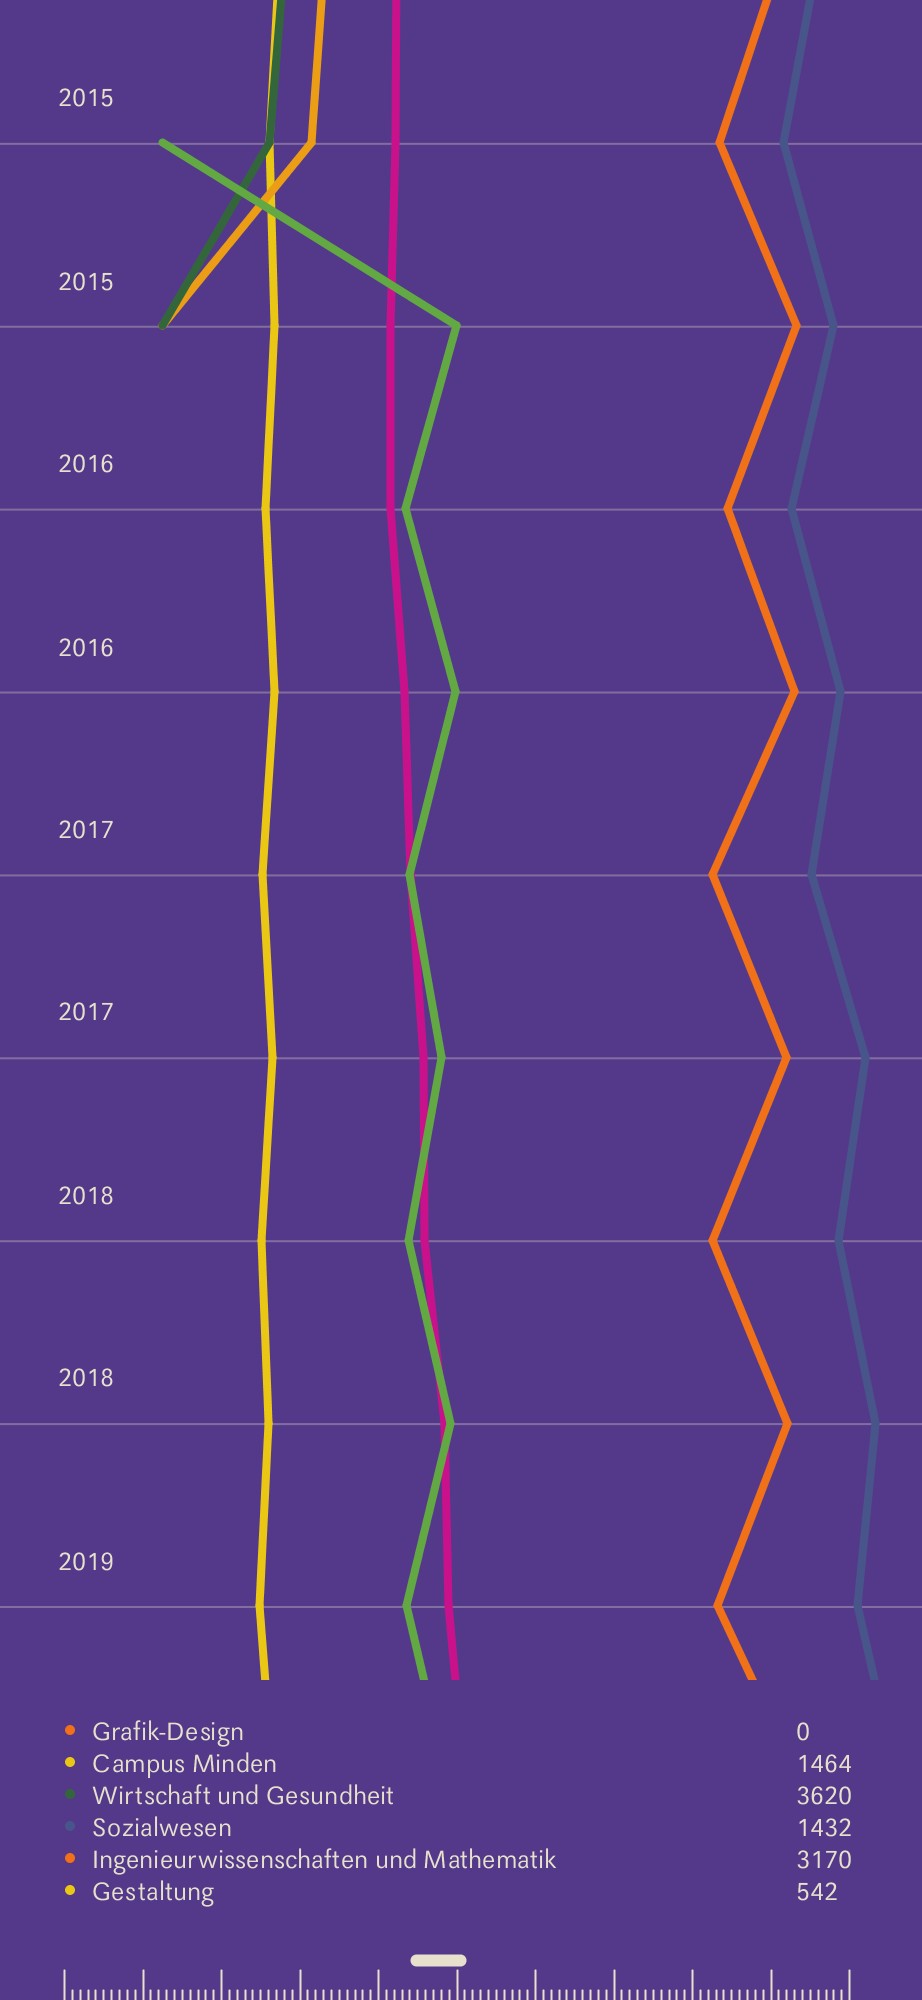 2015
2015
2016
2016
2017
2017
2018
2018
2019
Grafik-Design 0
Campus Minden 1464
Wirtschaft und Gesundheit 3620
Sozialwesen 1432
Ingenieurwissenschaften und Mathematik 3170
Gestaltung 542